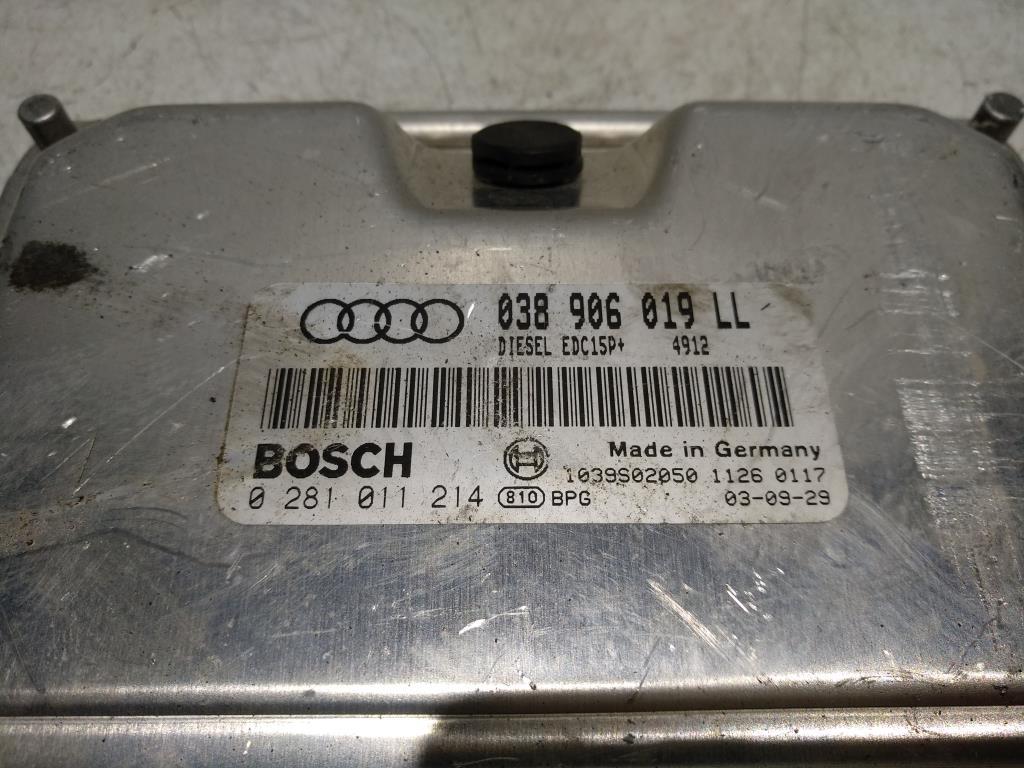 038 906 019 LL
DIESEL EDC15P+ 4912
BOSCH
Made in Germany
1039S02050 1126 0117
0 281 011 214 810 BPG 03-09-29